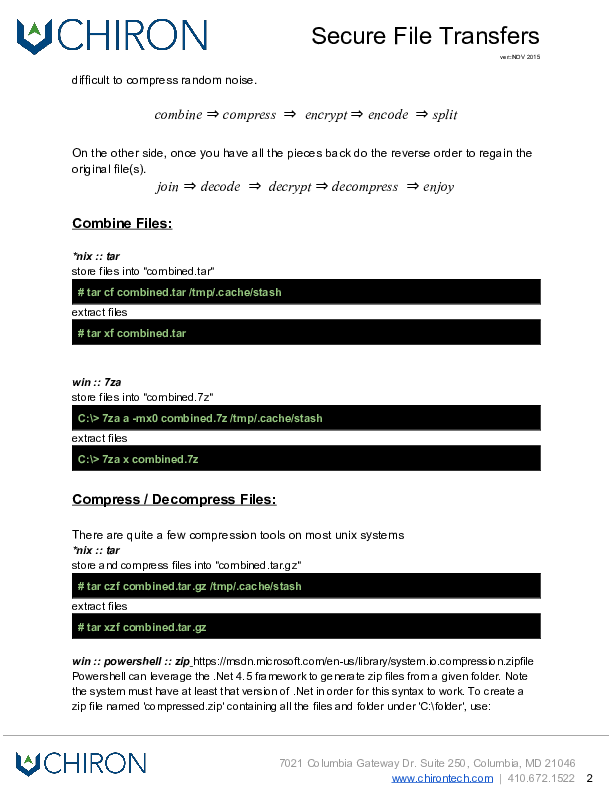 CHIRON
Secure File Transfers
ver::NOV 2015
difficult to compress random noise.
combine ⇒ compress ⇒ encrypt ⇒ encode ⇒ split
On the other side, once you have all the pieces back do the reverse order to regain the
original file(s).
join ⇒ decode ⇒ decrypt ⇒ decompress ⇒ enjoy
Combine Files:
*nix :: tar
store files into "combined.tar"
# tar cf combined.tar /tmp/.cache/stash
extract files
# tar xf combined.tar
win :: 7za
store files into "combined.7z"
C:\> 7za a -mx0 combined.7z /tmp/.cache/stash
extract files
C:\> 7za x combined.7z
Compress / Decompress Files:
There are quite a few compression tools on most unix systems
*nix :: tar
store and compress files into "combined.tar.gz"
# tar czf combined.tar.gz /tmp/.cache/stash
extract files
# tar xzf combined.tar.gz
win :: powershell :: zip https://msdn.microsoft.com/en-us/library/system.io.compression.zipfile
Powershell can leverage the .Net 4.5 framework to generate zip files from a given folder. Note
the system must have at least that version of .Net in order for this syntax to work. To create a
zip file named 'compressed.zip' containing all the files and folder under 'C:\folder', use:
CHIRON
7021 Columbia Gateway Dr. Suite 250, Columbia, MD 21046
www.chirontech.com | 410.672.1522 2